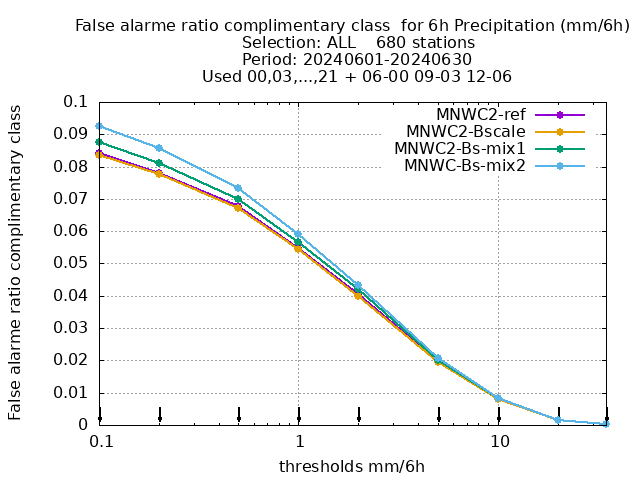 False alarme ratio complimentary class  for 6h Precipitation (mm/6h)
Selection: ALL    680 stations
Period: 20240601-20240630
Used 00,03,...,21 + 06-00 09-03 12-06
False alarme ratio complimentary class
0.1
0.09
0.08
0.07
0.06
0.05
0.04
0.03
0.02
0.01
0
MNWC2-ref
MNWC2-Bscale
MNWC2-Bs-mix1
MNWC-Bs-mix2
0.1
1
10
thresholds mm/6h